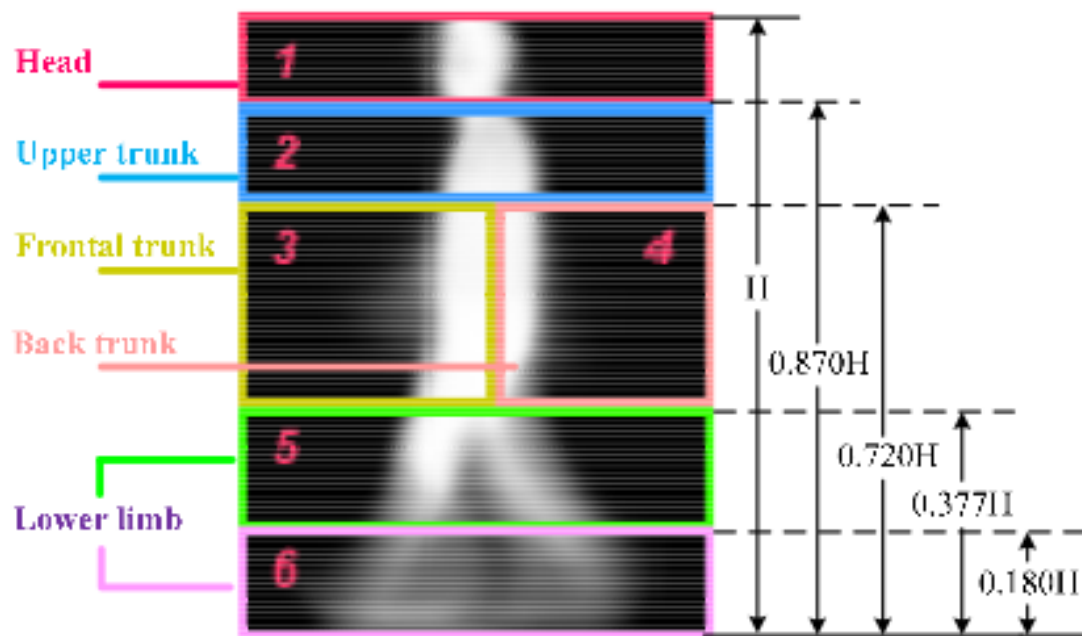 Head
1
Upper trunk
2
Frontal trunk
3
4
H
Back trunk
0.870H
5
0.720H
0.377H
Lower limb
6
0.180H